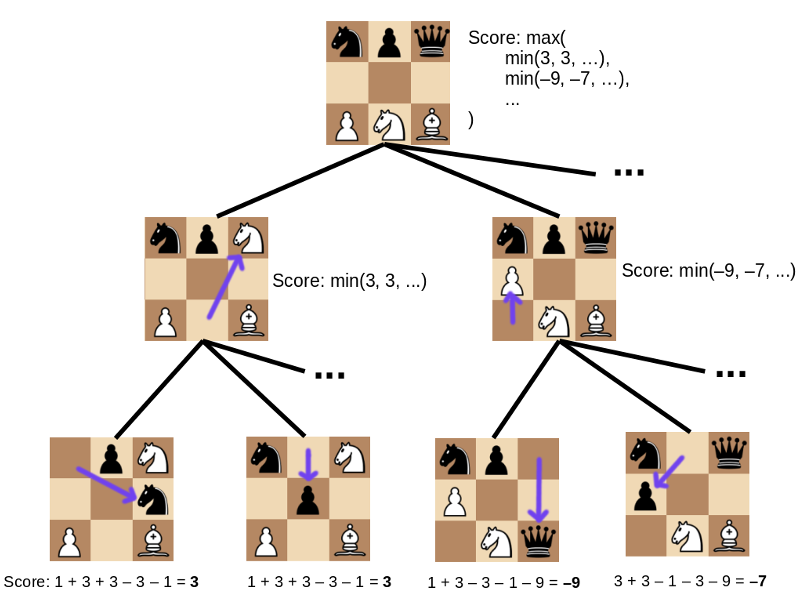 Score: max(
min(3, 3, …),
min(–9, –7, …),
...
)
...
Score: min(3, 3, ...)
Score: min(–9, –7, ...)
...
...
Score: 1 + 3 + 3 – 3 – 1 = 3
1 + 3 + 3 – 3 – 1 = 3
1 + 3 – 3 – 1 – 9 = –9
3 + 3 – 1 – 3 – 9 = –7